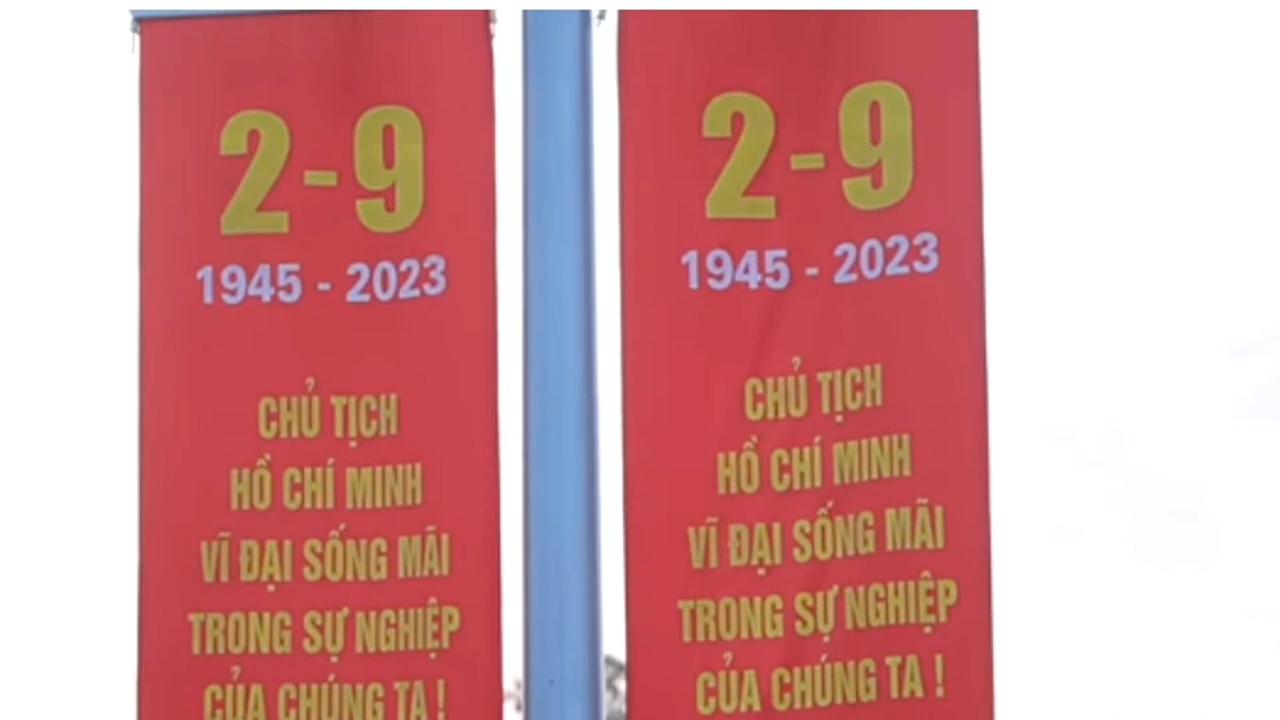 2-9
1945 - 2023
CHỦ TỊCH
HỒ CHÍ MINH
VĨ ĐẠI SỐNG MÃI
TRONG SỰ NGHIỆP
CỦA CHÚNG TA !
2-9
1945 - 2023
CHỦ TỊCH
HỒ CHÍ MINH
VĨ ĐẠI SỐNG MÃI
TRONG SỰ NGHIỆP
CỦA CHÚNG TA !